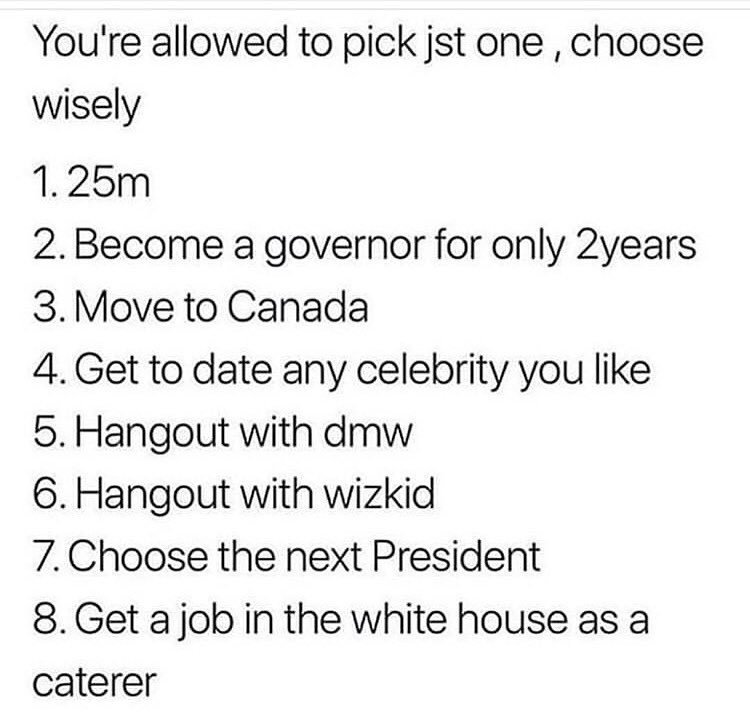 You're allowed to pick jst one , choose
wisely
1. 25m
2. Become a governor for only 2years
3. Move to Canada
4. Get to date any celebrity you like
5. Hangout with dmw
6. Hangout with wizkid
7. Choose the next President
8. Get a job in the white house as a
caterer